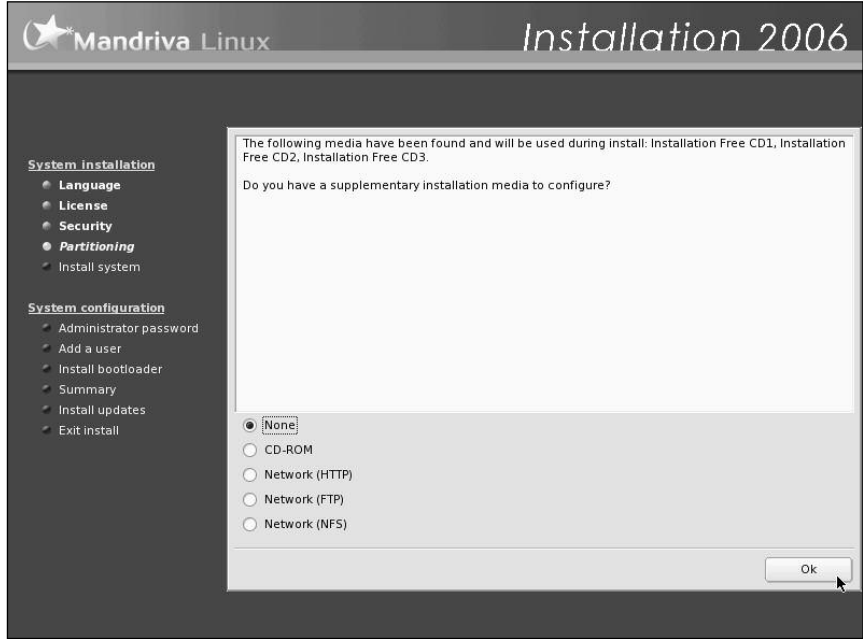 Mandriva Linux
Installation 2006
System installation
Language
License
Security
Partitioning
Install system
System configuration
Administrator password
Add a user
Install bootloader
Summary
Install updates
Exit install
The following media have been found and will be used during install: Installation Free CD1, Installation
Free CD2, Installation Free CD3.
Do you have a supplementary installation media to configure?
None
CD-ROM
Network (HTTP)
Network (FTP)
Network (NFS)
Ok